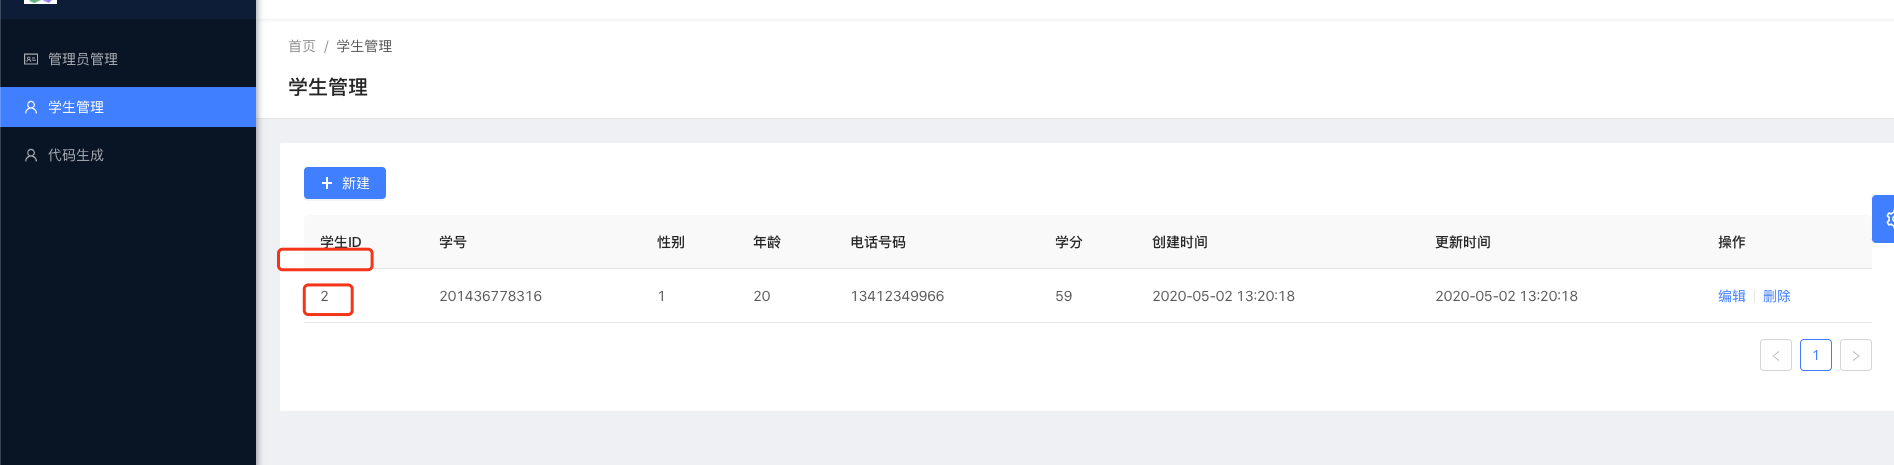 管理员管理
学生管理
代码生成
首页 / 学生管理
学生管理
+ 新建
学生ID 学号 性别 年龄 电话号码 学分 创建时间 更新时间 操作
2 201436778316 1 20 13412349966 59 2020-05-02 13:20:18 2020-05-02 13:20:18 编辑 删除
< 1 >